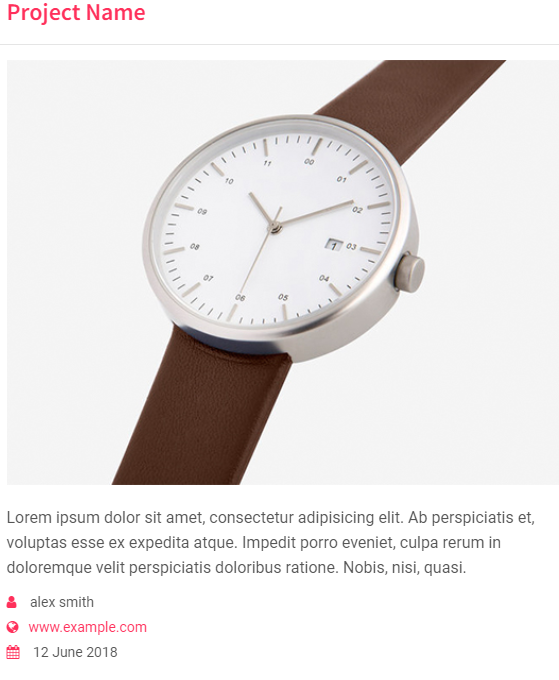 Project Name
00
01
02
03
04
05
06
07
08
09
10
11
1
Lorem ipsum dolor sit amet, consectetur adipisicing elit. Ab perspiciatis et,
voluptas esse ex expedita atque. Impedit porro eveniet, culpa rerum in
doloremque velit perspiciatis doloribus ratione. Nobis, nisi, quasi.
alex smith
www.example.com
12 June 2018